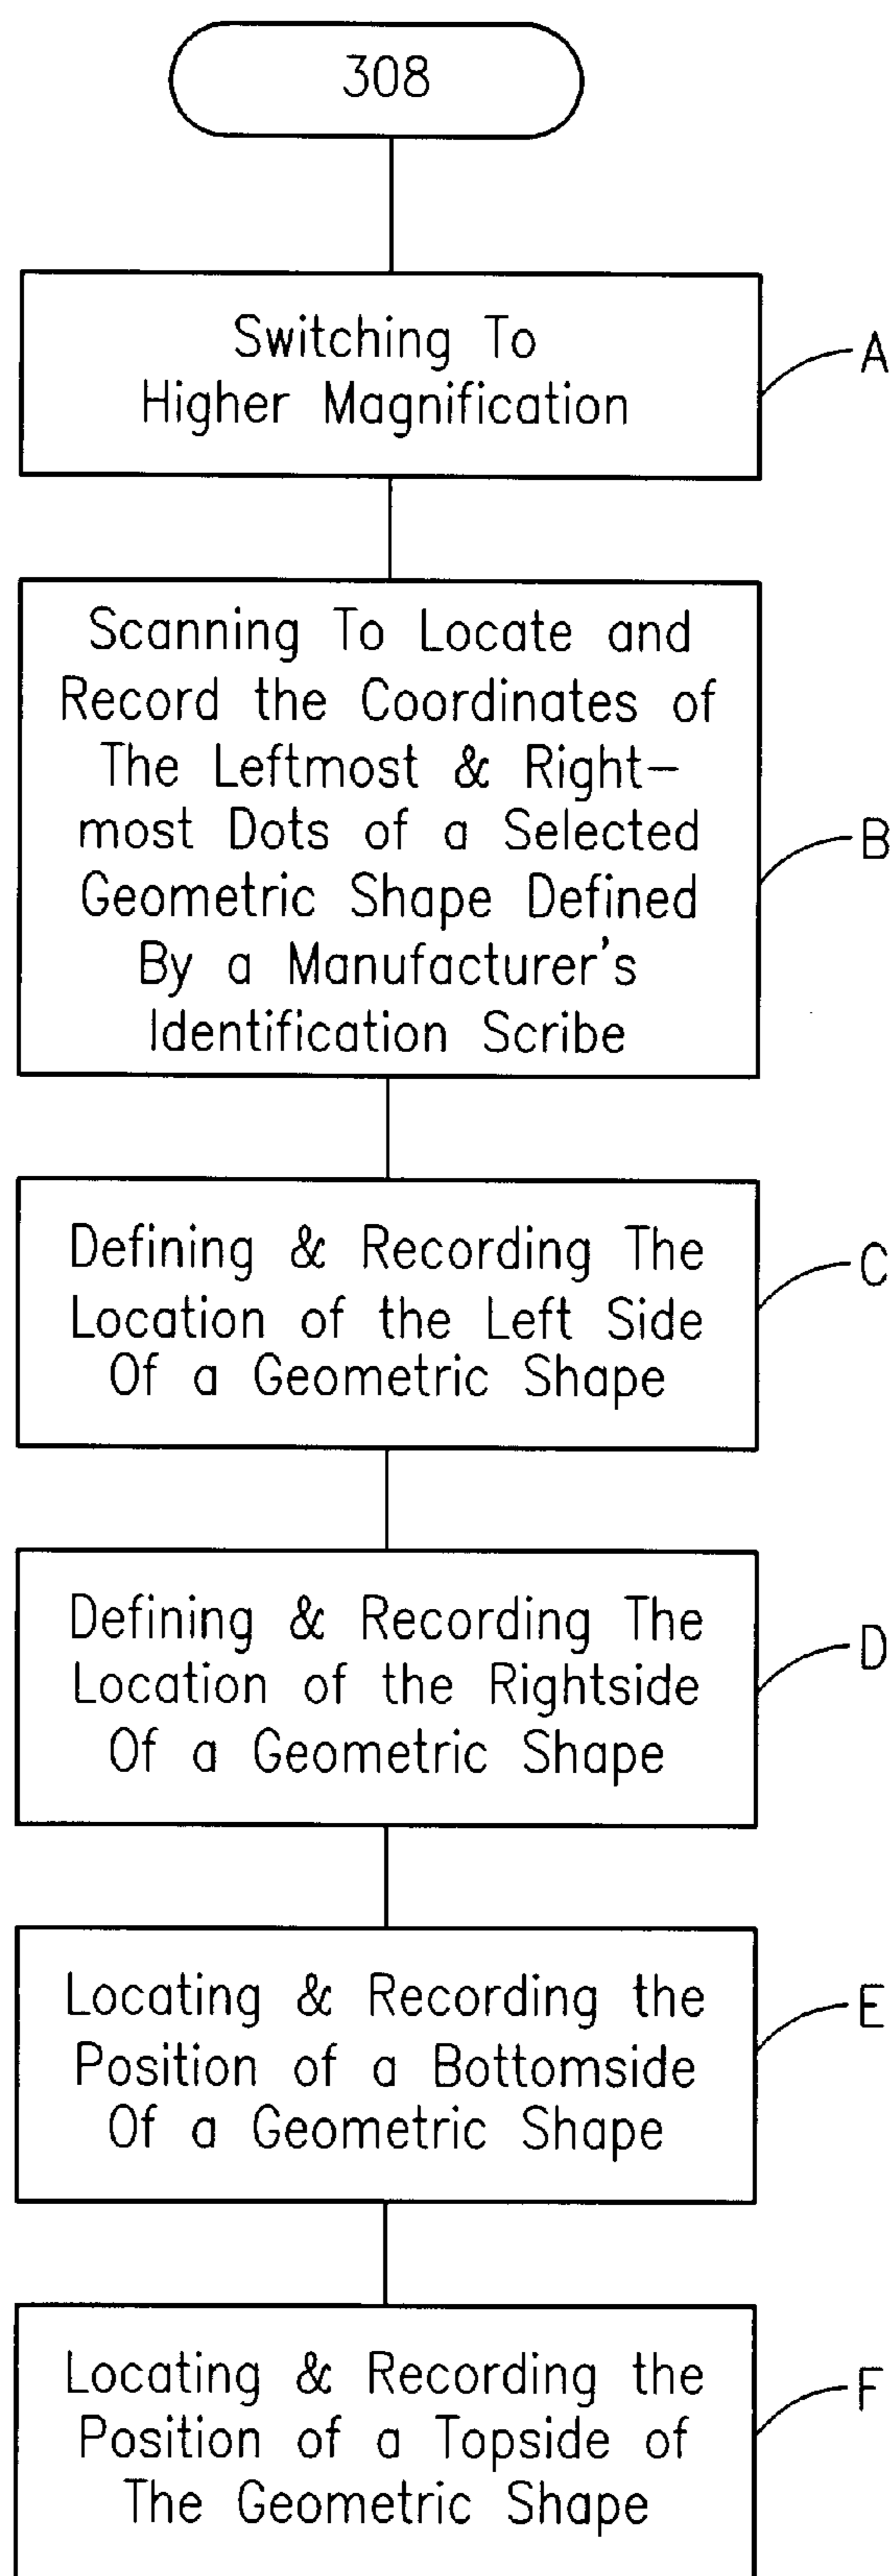 308
Switching To
Higher Magnification
A
Scanning To Locate and
Record the Coordinates of
The Leftmost & Right-
most Dots of a Selected
Geometric Shape Defined
By a Manufacturer's
Identification Scribe
B
Defining & Recording The
Location of the Left Side
Of a Geometric Shape
C
Defining & Recording The
Location of the Rightside
Of a Geometric Shape
D
Locating & Recording the
Position of a Bottomside
Of a Geometric Shape
E
Locating & Recording the
Position of a Topside of
The Geometric Shape
F